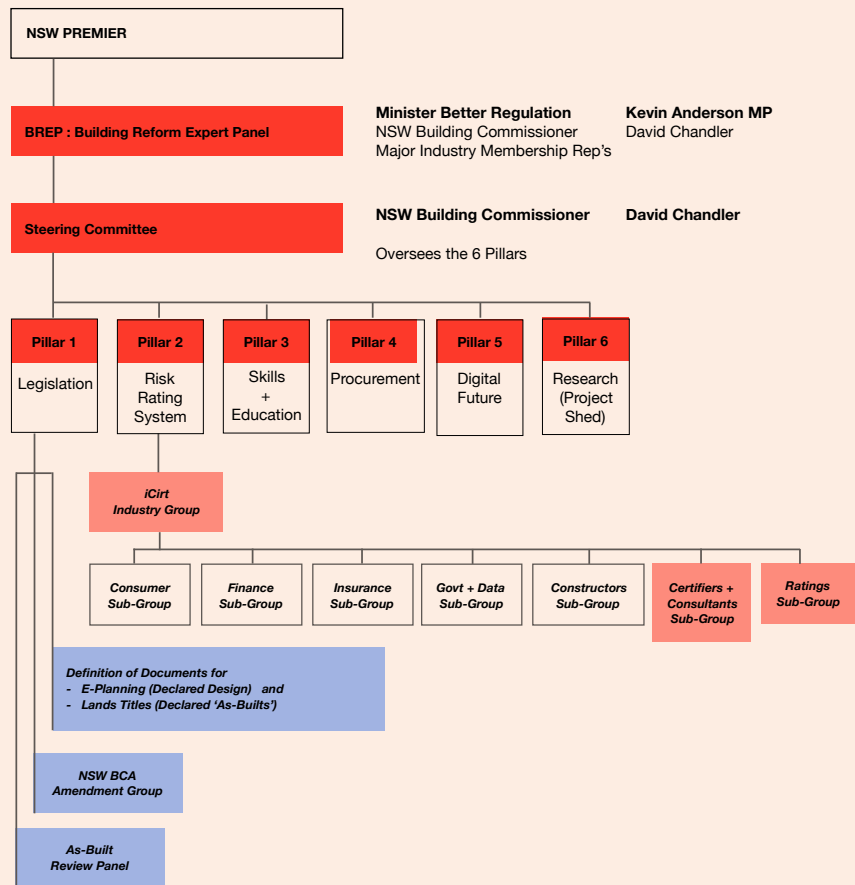 NSW PREMIER
BREP : Building Reform Expert Panel
Minister Better Regulation
NSW Building Commissioner
Major Industry Membership Rep's
Kevin Anderson MP
David Chandler
Steering Committee
NSW Building Commissioner
David Chandler
Oversees the 6 Pillars
Pillar 1
Legislation
Pillar 2
Risk
Rating
System
Pillar 3
Skills
+
Education
Pillar 4
Procurement
Pillar 5
Digital
Future
Pillar 6
Research
(Project
Shed)
iCirt
Industry Group
Consumer
Sub-Group
Finance
Sub-Group
Insurance
Sub-Group
Govt + Data
Sub-Group
Constructors
Sub-Group
Certifiers +
Consultants
Sub-Group
Ratings
Sub-Group
Definition of Documents for
- E-Planning (Declared Design) and
- Lands Titles (Declared 'As-Builts')
NSW BCA
Amendment Group
As-Built
Review Panel